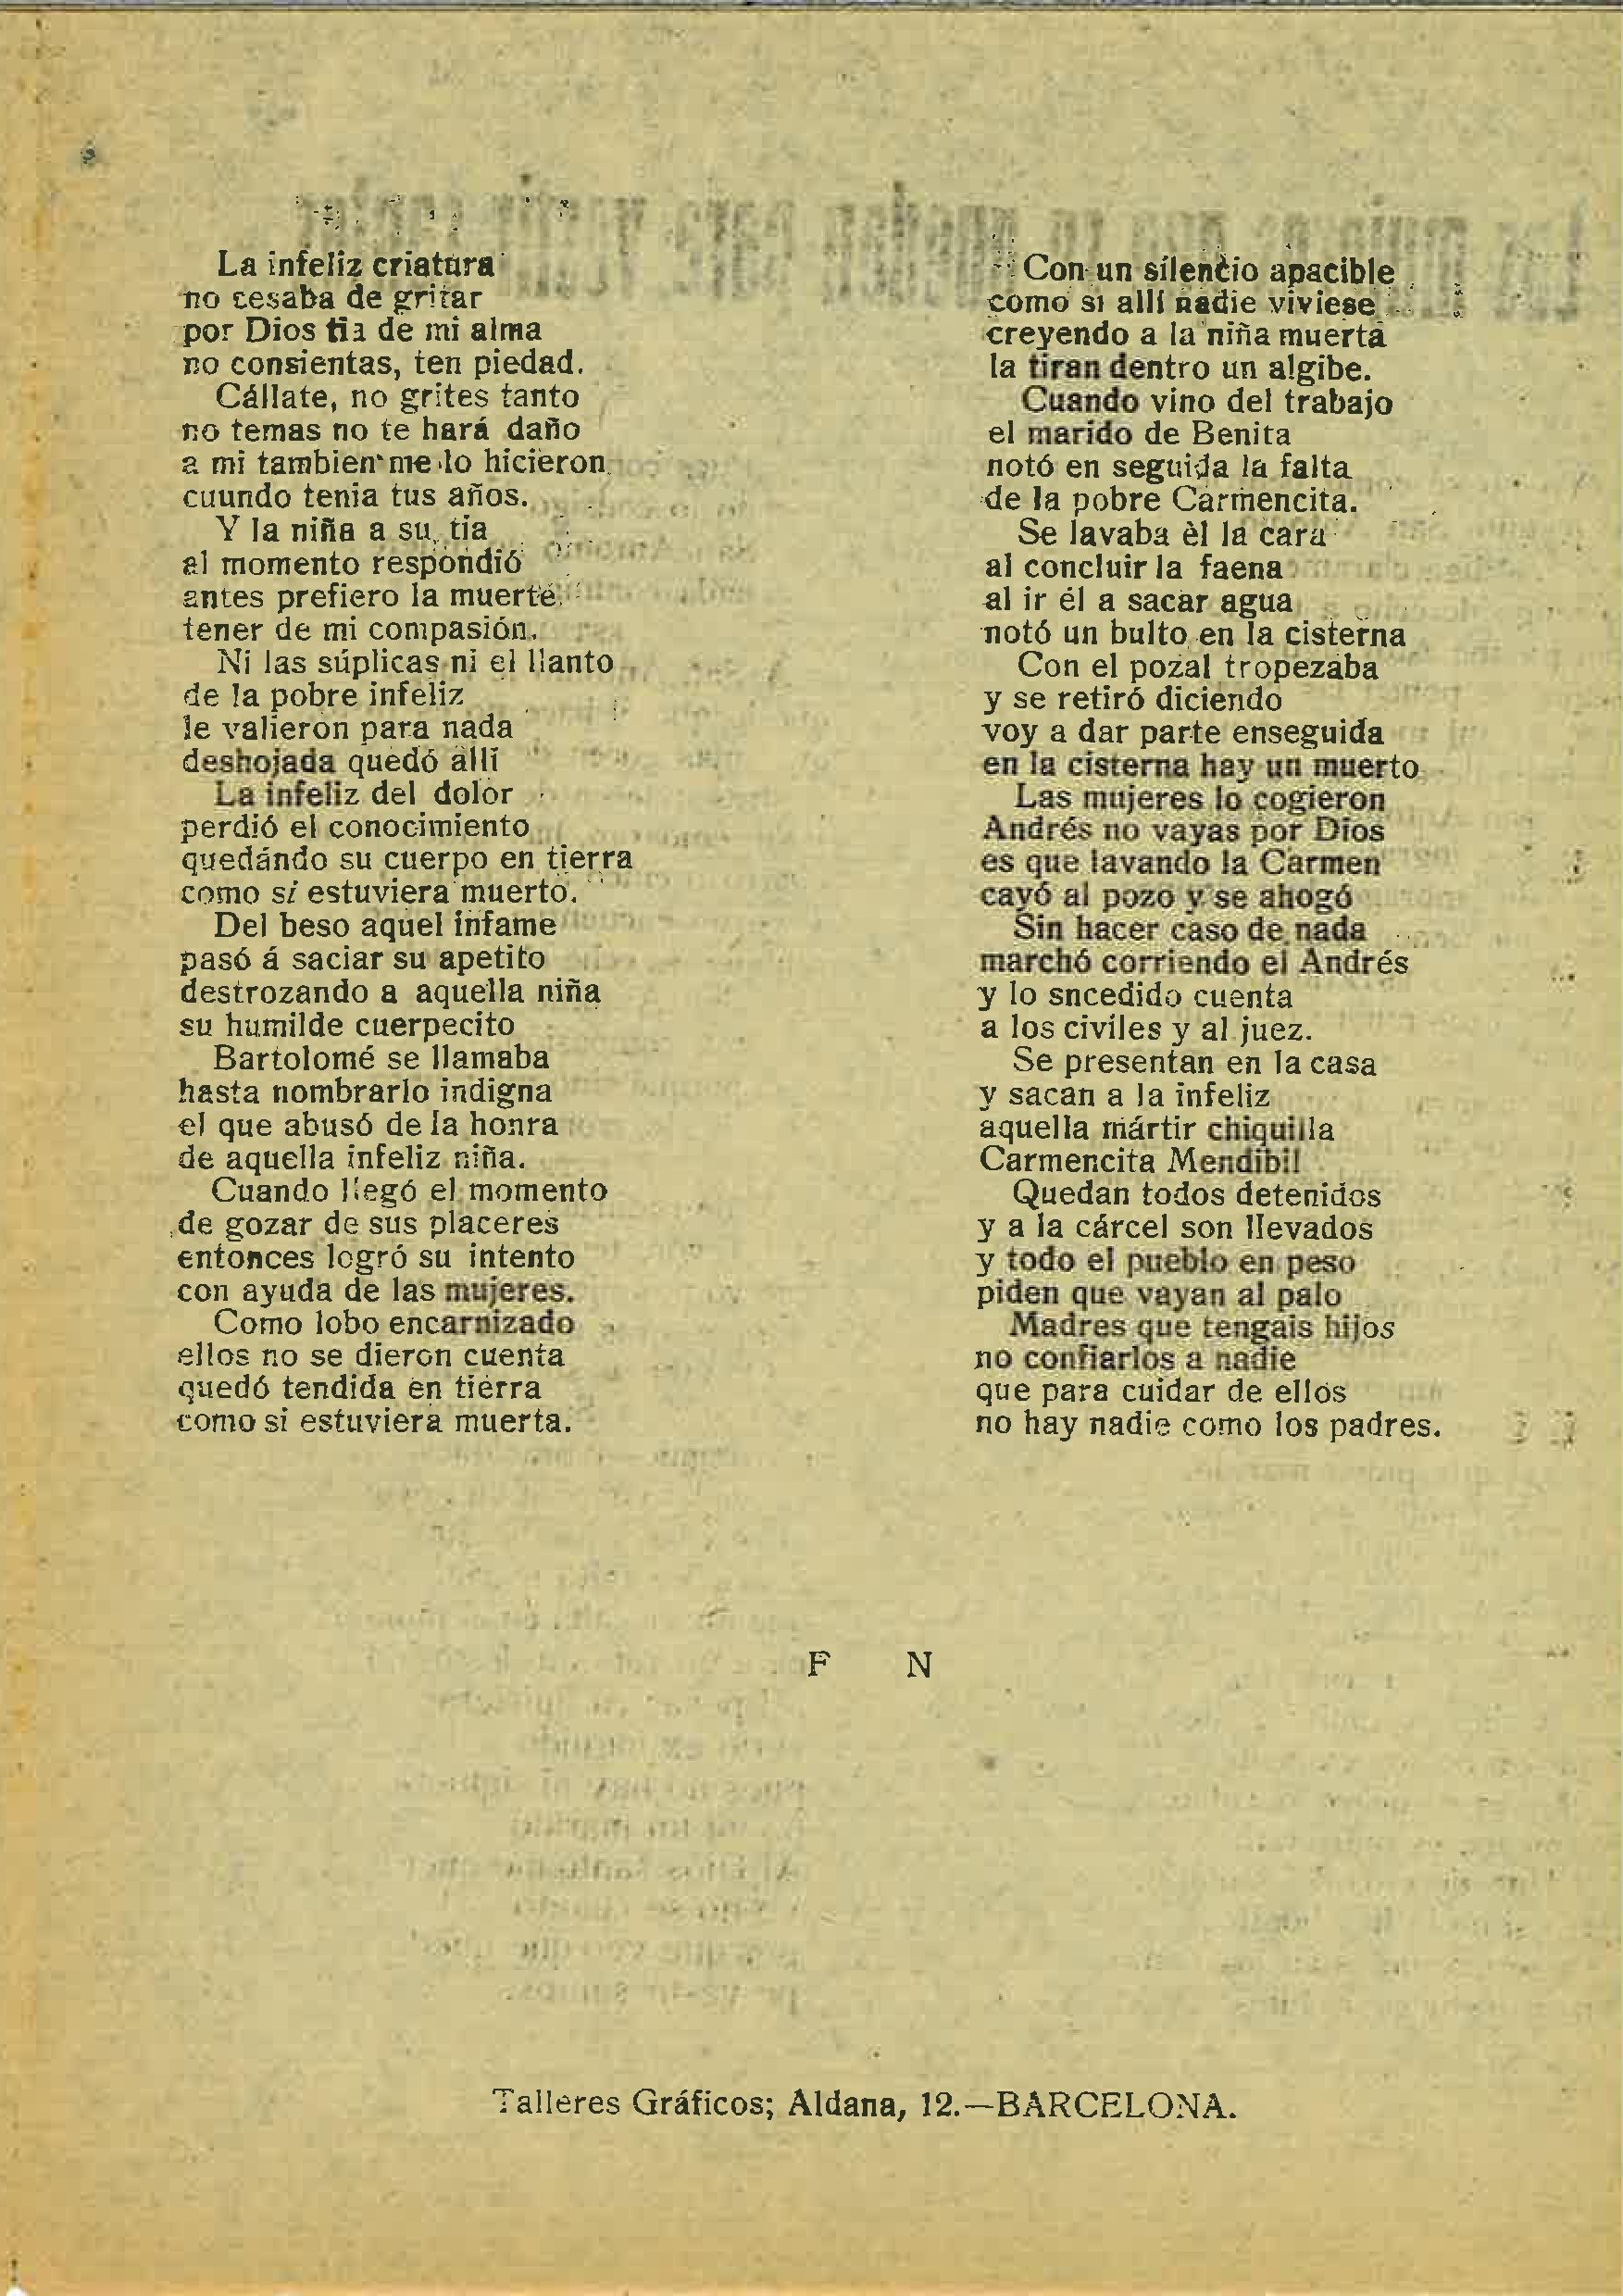 La infeliz criatura
no cesaba de gritar
por Dios tia de mi alma
no consientas, ten piedad.
Cállate, no grites tanto
no temas no te hará daño
a mi tambien me lo hicieron
cuundo tenia tus años.
Y la niña a su tia
al momento respondió
antes prefiero la muerte
tener de mi compasión.
Ni las súplicas ni el llanto
de la pobre infeliz
le valieron para nada
deshojada quedó allí
La infeliz del dolor
perdió el conocimiento
quedándo su cuerpo en tierra
como si estuviera muerto.
Del beso aquel infame
pasó á saciar su apetito
destrozando a aquella niña
su humilde cuerpecito
Bartolomé se llamaba
hasta nombrarlo indigna
el que abusó de la honra
de aquella infeliz niña.
Cuando llegó el momento
de gozar de sus placeres
entonces logró su intento
con ayuda de las mujeres.
Como lobo encarnizado
ellos no se dieron cuenta
quedó tendida en tierra
como si estuviera muerta.
Con un silencio apacible
como si allí nadie viviese
creyendo a la niña muerta
la tiran dentro un algibe.
Cuando vino del trabajo
el marido de Benita
notó en seguida la falta
de la pobre Carmencita.
Se lavaba èl la cara
al concluir la faena
al ir él a sacar agua
notó un bulto en la cisterna
Con el pozal tropezaba
y se retiró diciendo
voy a dar parte enseguida
en la cisterna hay un muerto
Las mujeres lo cogieron
Andrés no vayas por Dios
es que lavando la Carmen
cayó al pozo y se ahogó
Sin hacer caso de nada
marchó corriendo el Andrés
y lo sncedido cuenta
a los civiles y al juez.
Se presentan en la casa
y sacan a la infeliz
aquella mártir chiquilla
Carmencita Mendibil
Quedan todos detenidos
y a la cárcel son llevados
y todo el pueblo en peso
piden que vayan al palo
Madres que tengais hijos
no confiarlos a nadie
que para cuidar de ellos
no hay nadie como los padres.
F N
Talleres Gráficos; Aldana, 12.—BARCELONA.